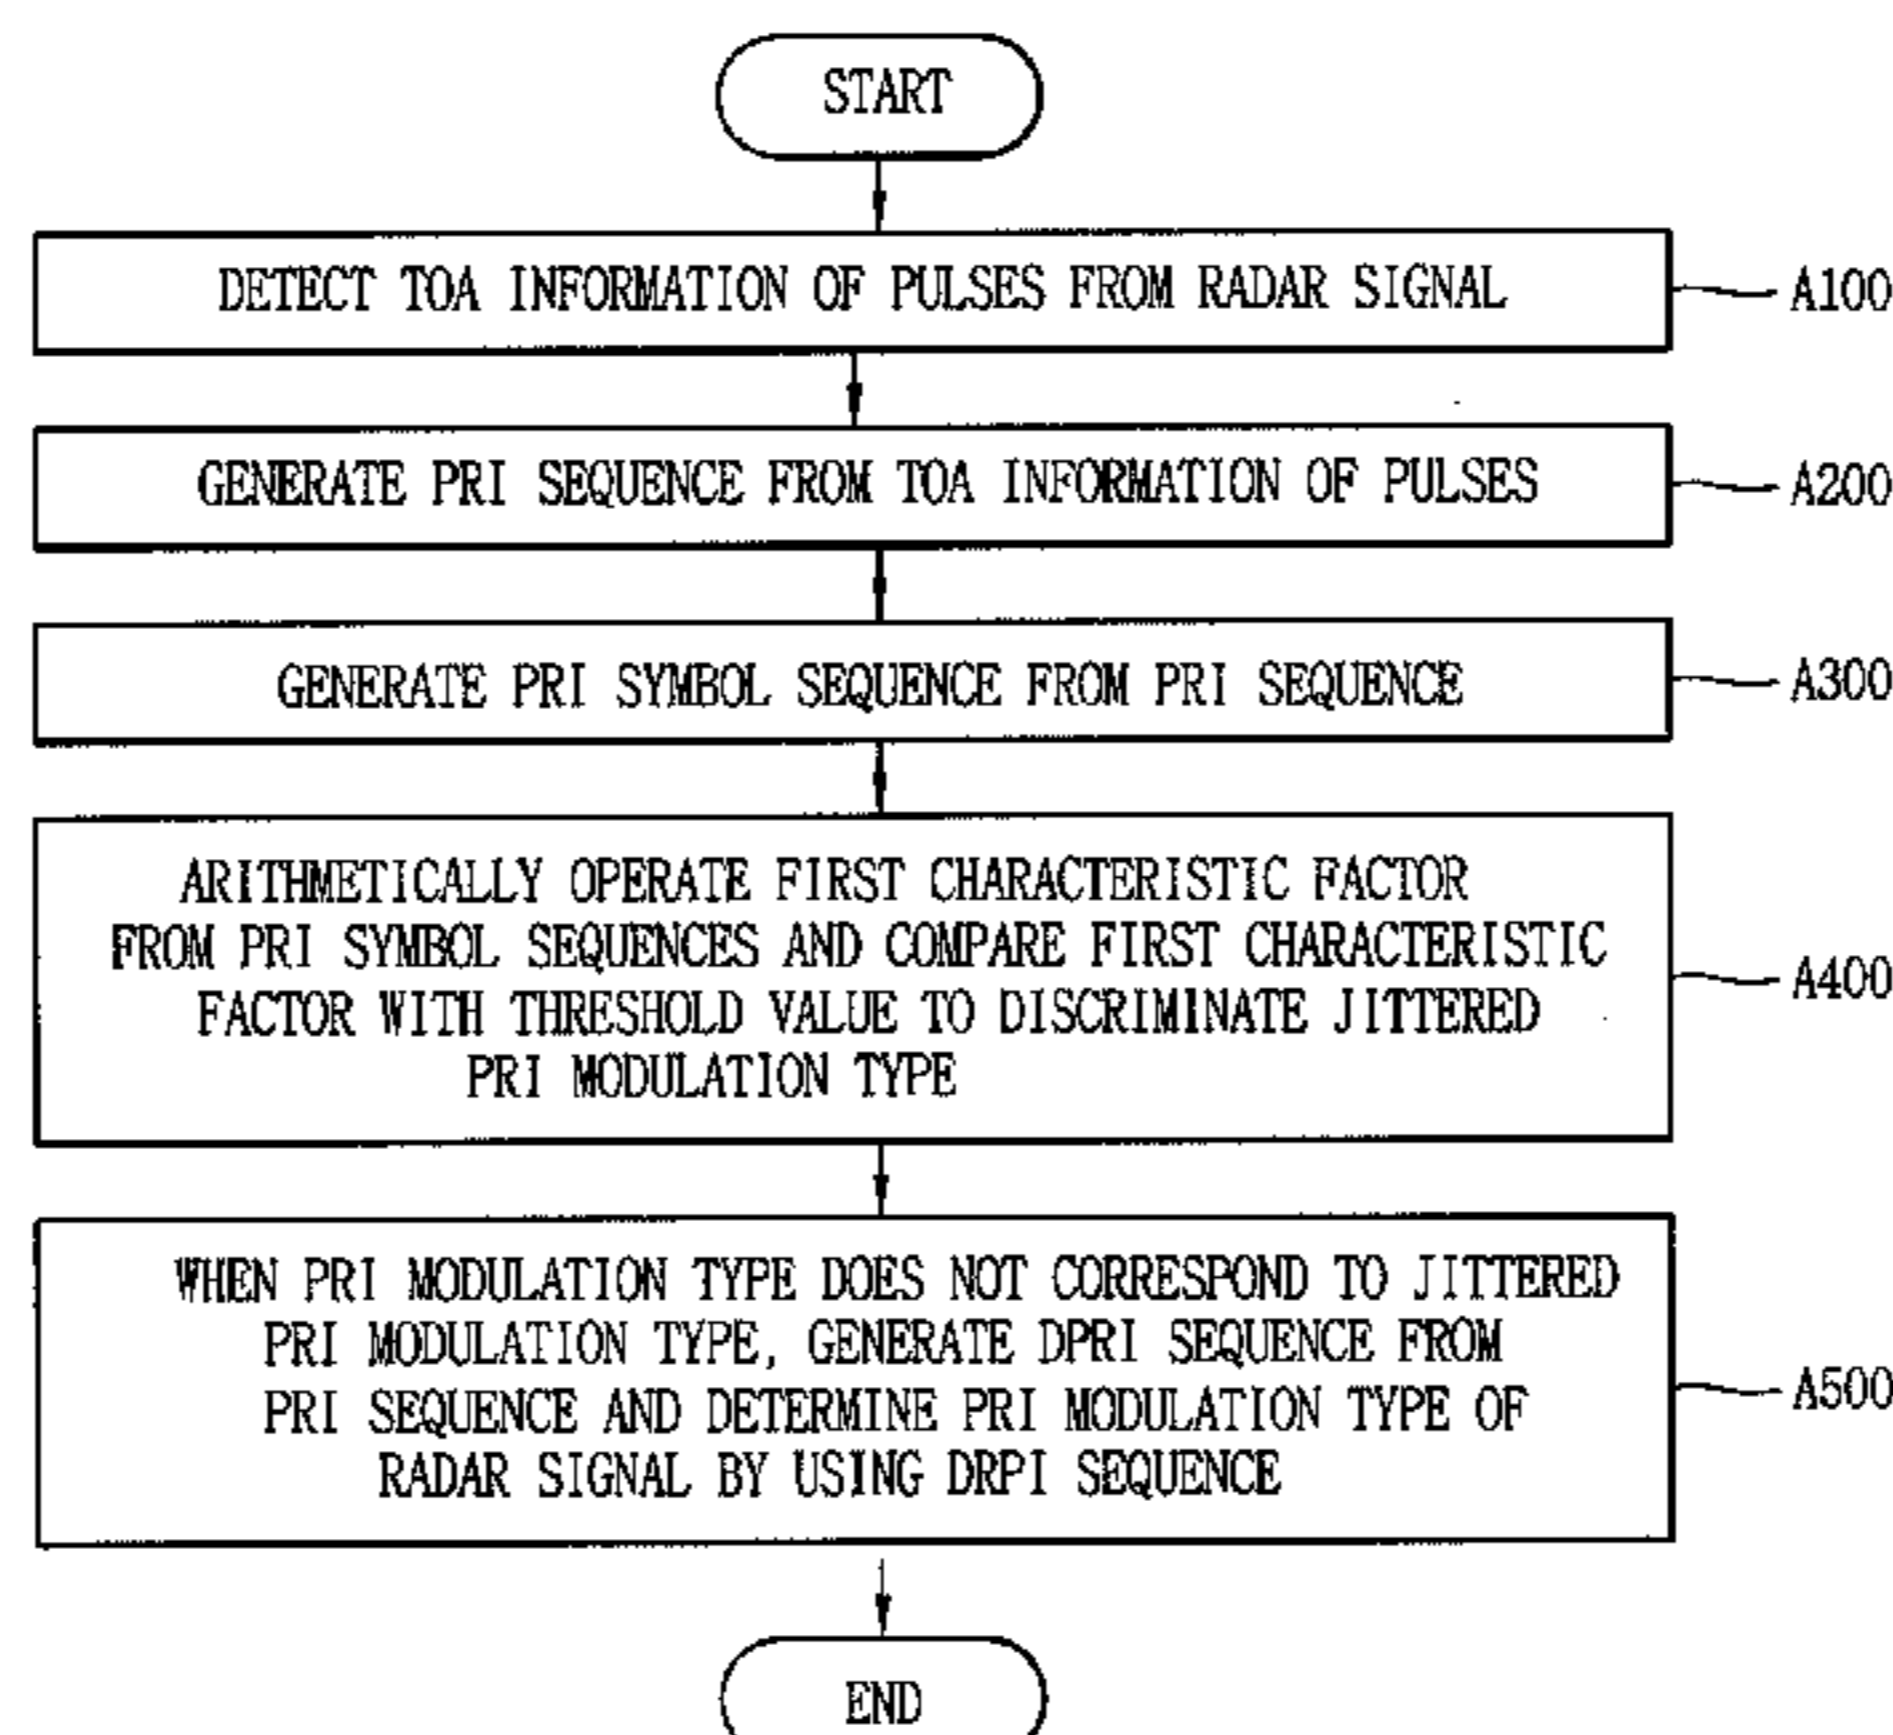 START
DETECT TOA INFORMATION OF PULSES FROM RADAR SIGNAL
A100
GENERATE PRI SEQUENCE FROM TOA INFORMATION OF PULSES
A200
GENERATE PRI SYMBOL SEQUENCE FROM PRI SEQUENCE
A300
ARITHMETICALLY OPERATE FIRST CHARACTERISTIC FACTOR
FROM PRI SYMBOL SEQUENCES AND COMPARE FIRST CHARACTERISTIC
FACTOR WITH THRESHOLD VALUE TO DISCRIMINATE JITTERED
PRI MODULATION TYPE
A400
WHEN PRI MODULATION TYPE DOES NOT CORRESPOND TO JITTERED
PRI MODULATION TYPE, GENERATE DPRI SEQUENCE FROM
PRI SEQUENCE AND DETERMINE PRI MODULATION TYPE OF
RADAR SIGNAL BY USING DRPI SEQUENCE
A500
END